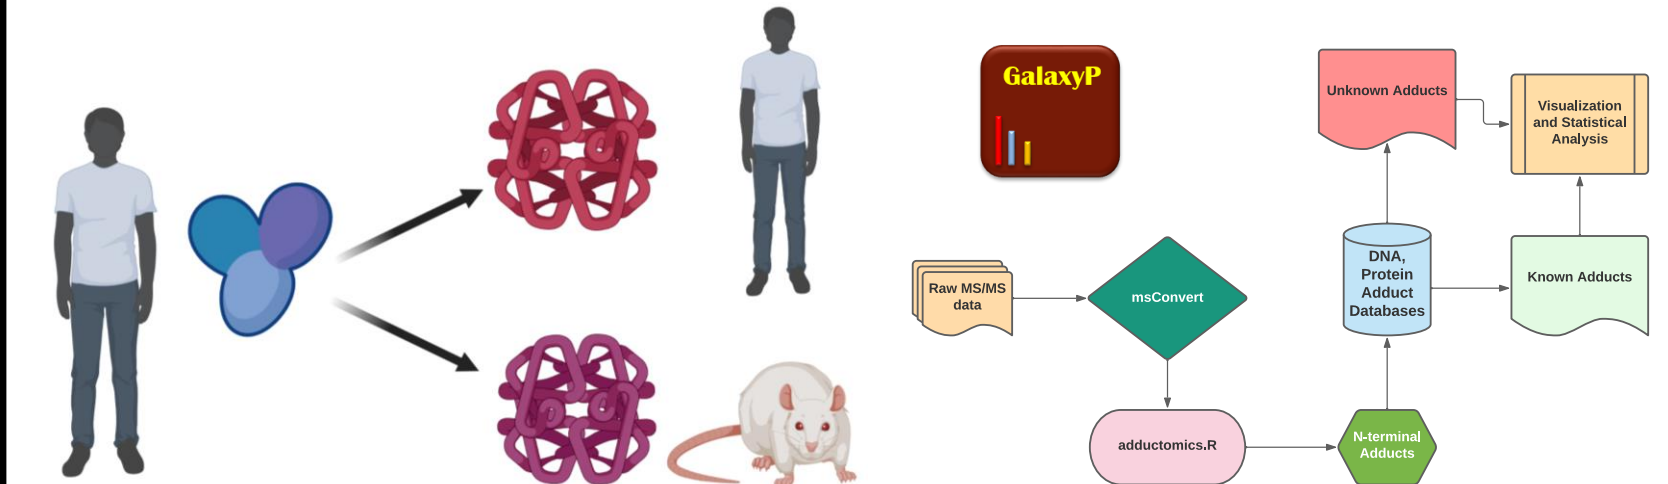 GalaxyP
Unknown Adducts
Visualization
and Statistical
Analysis
Raw MS/MS
data
msConvert
DNA,
Protein
Adduct
Databases
Known Adducts
adductomics.R
N-terminal
Adducts